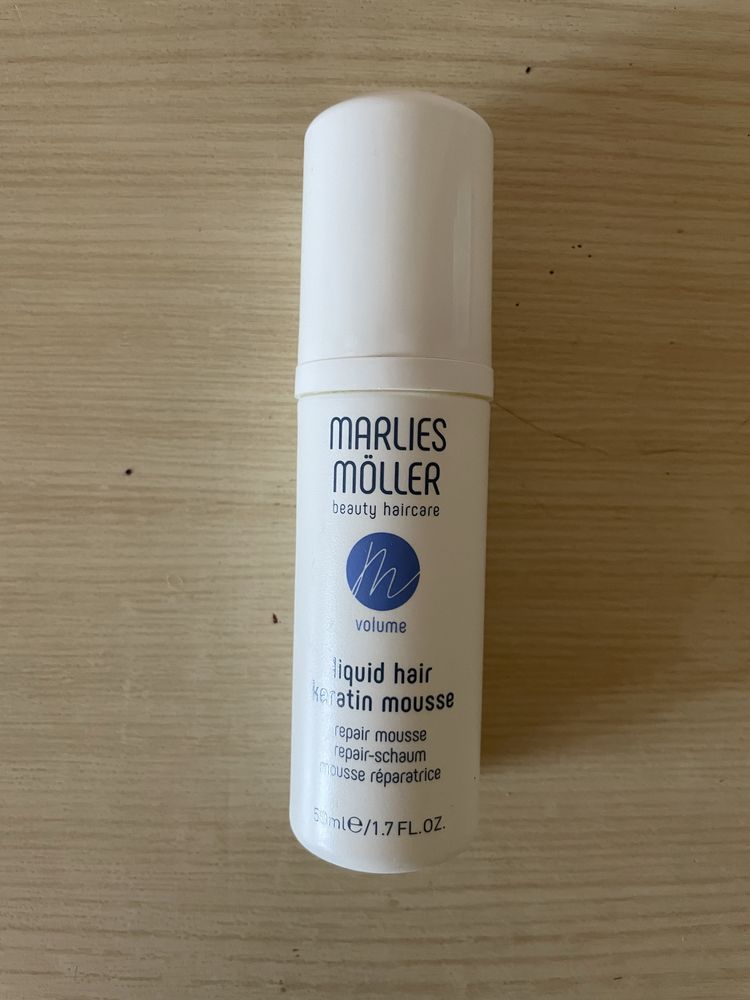 MARLIES
MÖLLER
beauty haircare
m
volume
liquid hair
keratin mousse
repair mousse
repair-schaum
mousse réparatrice
50ml℮/1.7 FL.OZ.